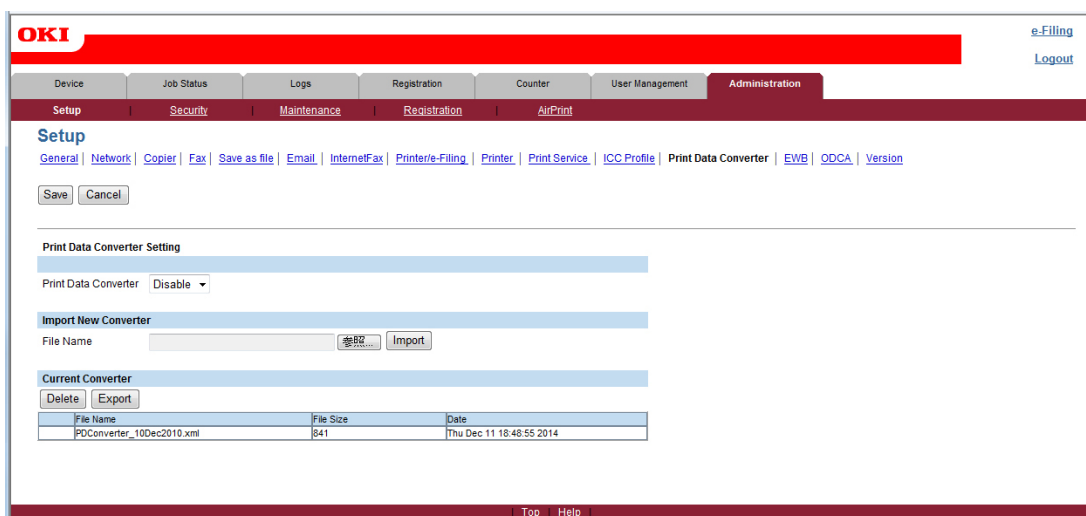 OKI
e-Filing
Logout
Device Job Status Logs Registration Counter User Management Administration
Setup | Security | Maintenance | Registration | AirPrint
Setup
General | Network | Copier | Fax | Save as file | Email | InternetFax | Printer/e-Filing | Printer | Print Service | ICC Profile | Print Data Converter | EWB | ODCA | Version
Save Cancel
Print Data Converter Setting
Print Data Converter Disable
Import New Converter
File Name 参照... Import
Current Converter
Delete Export
File Name File Size Date
PDConverter_10Dec2010.xml 841 Thu Dec 11 18:48:55 2014
| Top | Help |